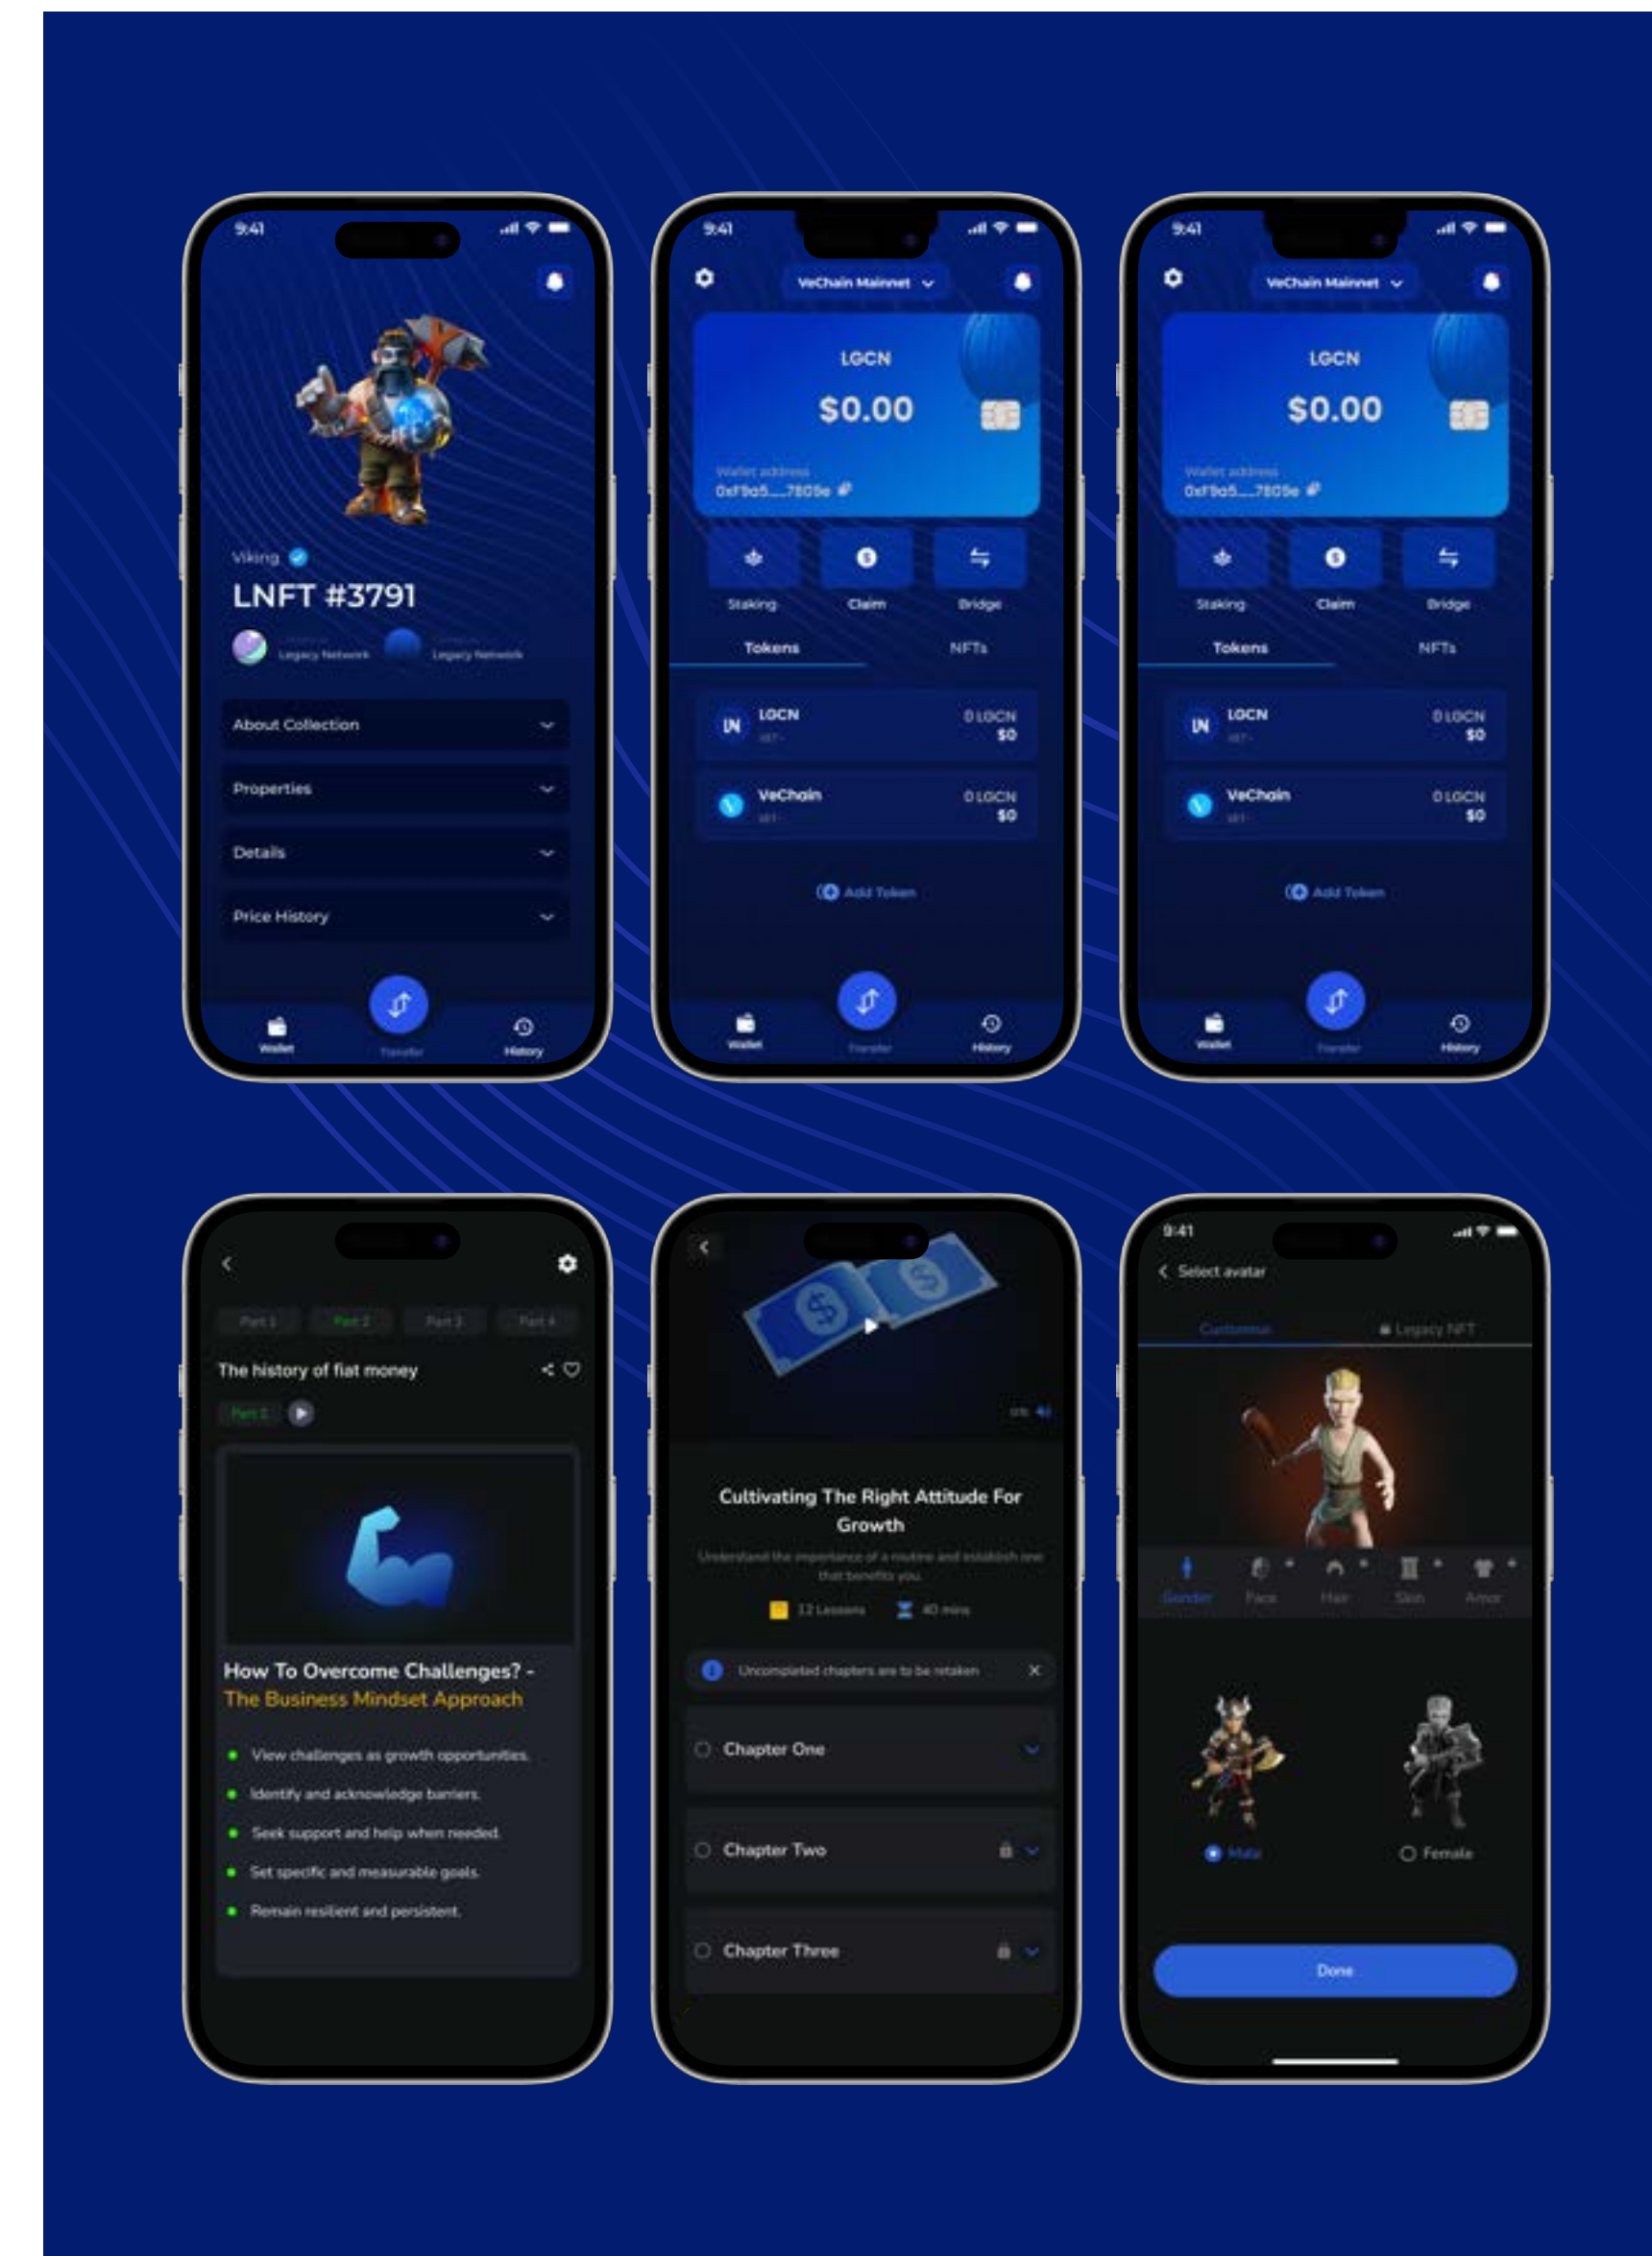 9:41
Viking
LNFT #3791
Legacy Network
Legacy Network
About Collection
Properties
Details
Price History
Wallet
Transfer
History
9:41
VeChain Mainnet
LGCN
$0.00
Wallet address
0xF9a5....7809e
Staking
Claim
Bridge
Tokens
NFTs
LGCN
0 LGCN
$0
VeChain
0 LGCN
$0
Add Token
Wallet
Transfer
History
9:41
VeChain Mainnet
LGCN
$0.00
Wallet address
0xF9a5....7809e
Staking
Claim
Bridge
Tokens
NFTs
LGCN
0 LGCN
$0
VeChain
0 LGCN
$0
Add Token
Wallet
Transfer
History
Part 1
Part 2
Part 3
Part 4
The history of fiat money
Part 2
How To Overcome Challenges? -
The Business Mindset Approach
View challenges as growth opportunities.
Identify and acknowledge barriers.
Seek support and help when needed.
Set specific and measurable goals.
Remain resilient and persistent.
Cultivating The Right Attitude For
Growth
Understand the importance of a routine and establish one
that benefits you.
12 Lessons
40 mins
Uncompleted chapters are to be retaken
Chapter One
Chapter Two
Chapter Three
9:41
Select avatar
Customise
Legacy NFT
Gender
Face
Hair
Skin
Amor
Male
Female
Done